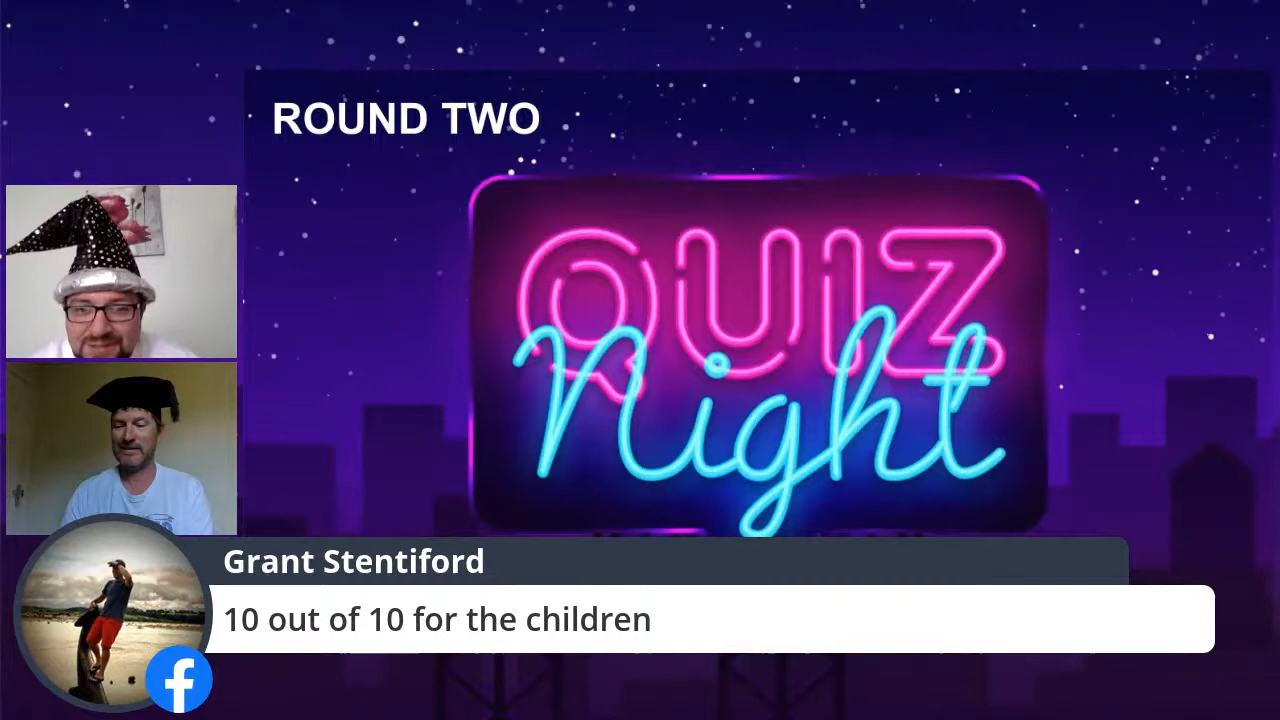 ROUND TWO
QUIZ
Night
Grant Stentiford
10 out of 10 for the children